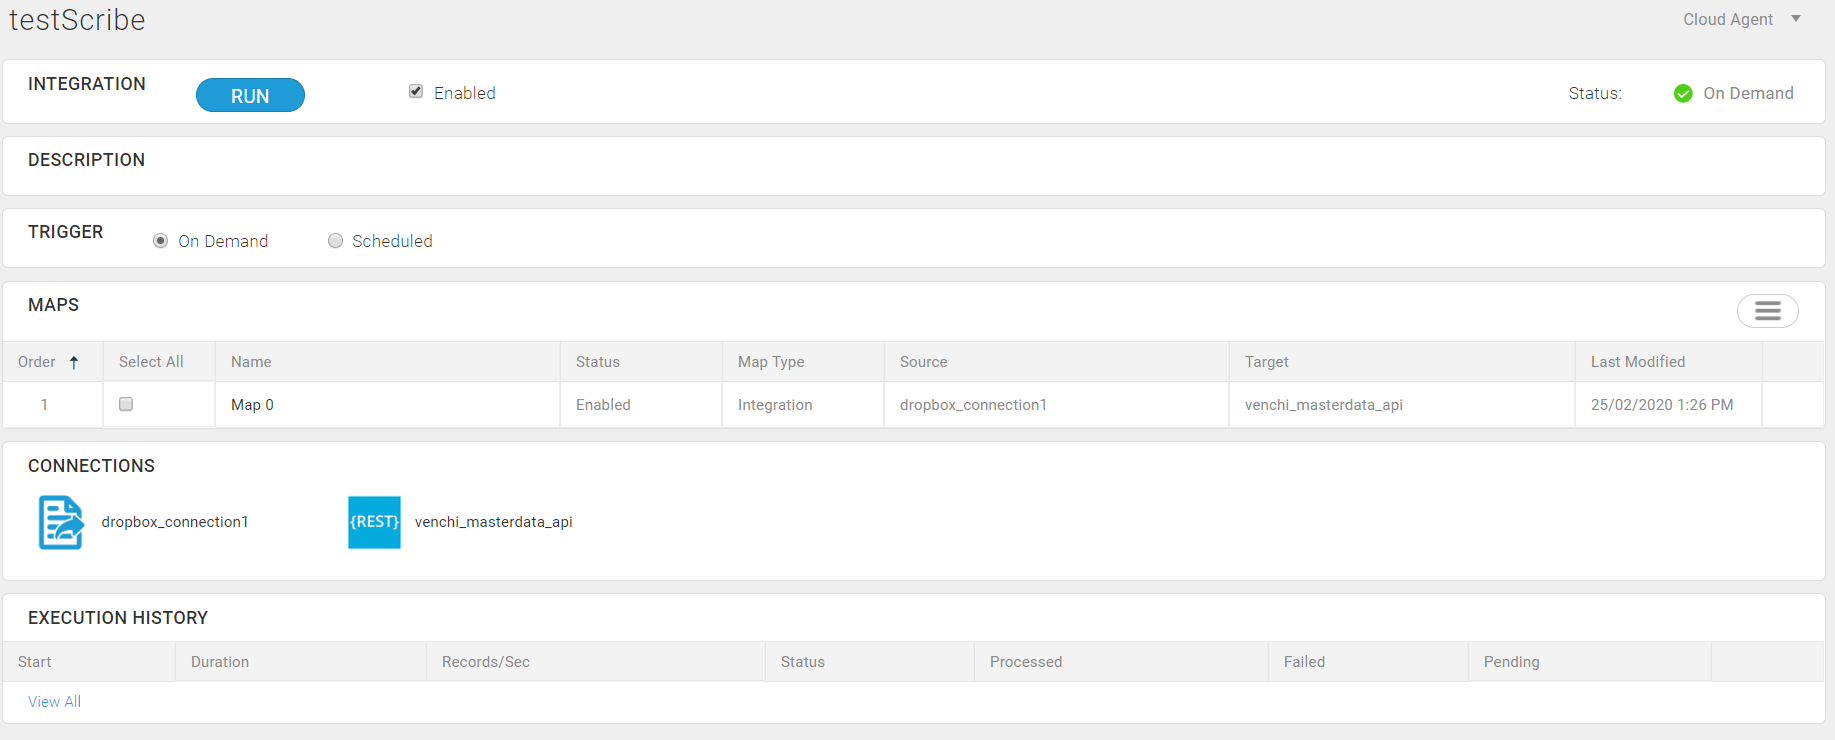 testScribe
Cloud Agent
INTEGRATION RUN Enabled Status: On Demand
DESCRIPTION
TRIGGER On Demand Scheduled
MAPS
Order Select All Name Status Map Type Source Target Last Modified
1 Map 0 Enabled Integration dropbox_connection1 venchi_masterdata_api 25/02/2020 1:26 PM
CONNECTIONS
dropbox_connection1 {REST} venchi_masterdata_api
EXECUTION HISTORY
Start Duration Records/Sec Status Processed Failed Pending
View All